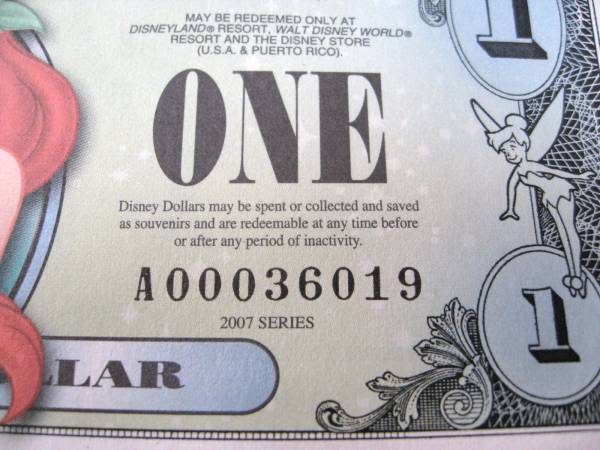 MAY BE REDEEMED ONLY AT
DISNEYLAND® RESORT, WALT DISNEY WORLD®
RESORT AND THE DISNEY STORE
(U.S.A. & PUERTO RICO).
1
ONE
Disney Dollars may be spent or collected and saved
as souvenirs and are redeemable at any time before
or after any period of inactivity.
A00036019
2007 SERIES
1
LLAR